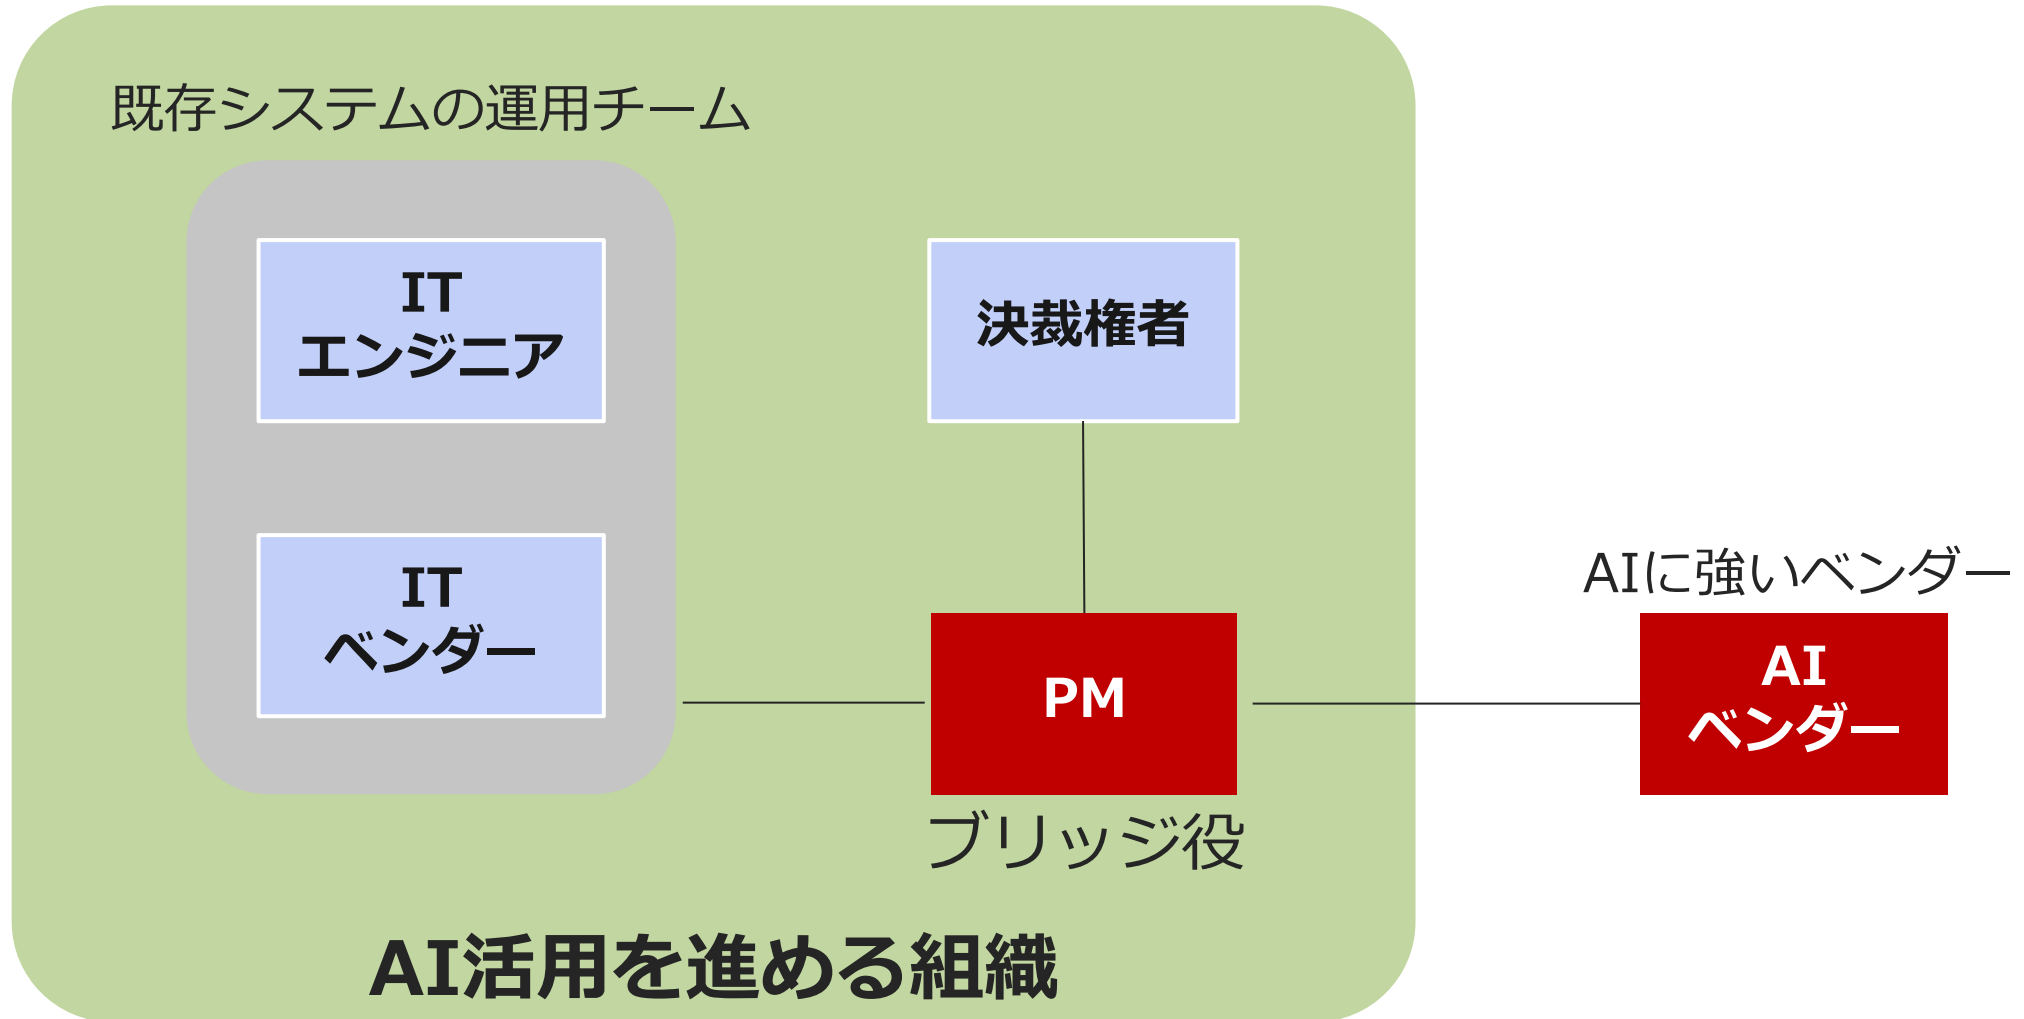 既存システムの運用チーム
IT
エンジニア
決裁権者
IT
ベンダー
AIに強いベンダー
PM
AI
ベンダー
ブリッジ役
AI活用を進める組織